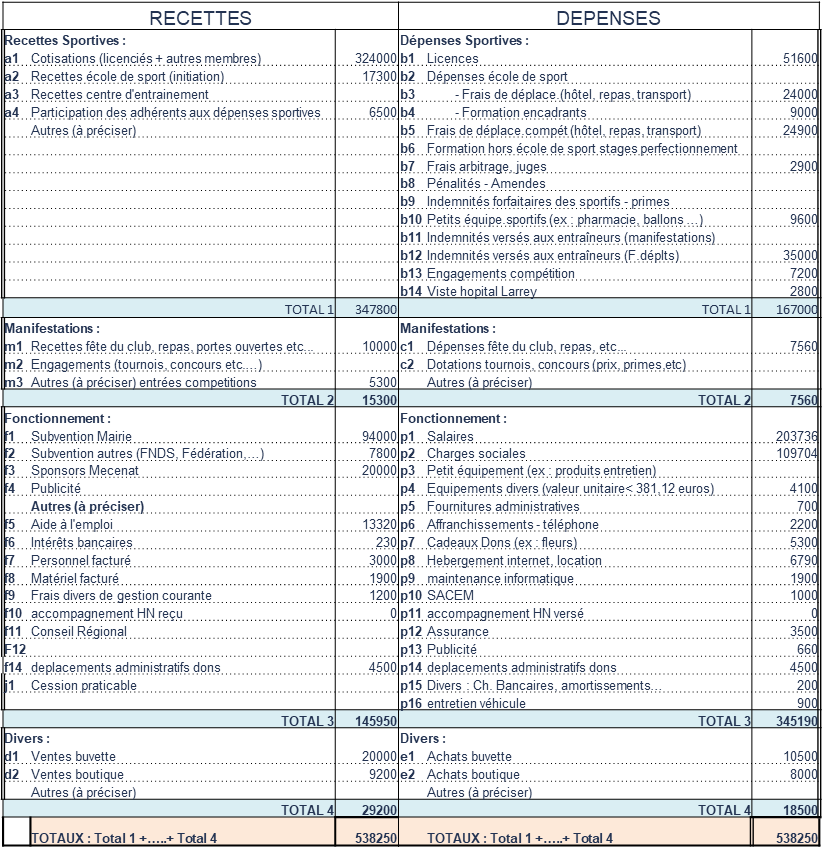 RECETTES
Recettes Sportives :
a1 Cotisations (licenciés + autres membres) 324000
a2 Recettes école de sport (initiation) 17300
a3 Recettes centre d'entrainement
a4 Participation des adhérents aux dépenses sportives 6500
Autres (à préciser)
TOTAL 1 347800
Manifestations :
m1 Recettes fête du club, repas, portes ouvertes etc... 10000
m2 Engagements (tournois, concours etc....)
m3 Autres (à préciser) entrées competitions 5300
TOTAL 2 15300
Fonctionnement :
f1 Subvention Mairie 94000
f2 Subvention autres (FNDS, Fédération,...) 7800
f3 Sponsors Mecenat 20000
f4 Publicité
Autres (à préciser)
f5 Aide à l'emploi 13320
f6 Intérêts bancaires 230
f7 Personnel facturé 3000
f8 Matériel facturé 1900
f9 Frais divers de gestion courante 1200
f10 accompagnement HN reçu 0
f11 Conseil Régional
F12
f14 deplacements administratifs dons 4500
j1 Cession praticable
TOTAL 3 145950
Divers :
d1 Ventes buvette 20000
d2 Ventes boutique 9200
Autres (à préciser)
TOTAL 4 29200
TOTAUX : Total 1 +.....+ Total 4 538250
DEPENSES
Dépenses Sportives :
b1 Licences 51600
b2 Dépenses école de sport
b3 - Frais de déplace.(hôtel, repas, transport) 24000
b4 - Formation encadrants 9000
b5 Frais de déplace.compét (hôtel, repas, transport) 24900
b6 Formation hors école de sport stages perfectionnement
b7 Frais arbitrage, juges 2900
b8 Pénalités - Amendes
b9 Indemnités forfaitaires des sportifs - primes
b10 Petits équipe.sportifs (ex : pharmacie, ballons ...) 9600
b11 Indemnités versés aux entraîneurs (manifestations)
b12 Indemnités versés aux entraîneurs (F.déplts) 35000
b13 Engagements compétition 7200
b14 Viste hopital Larrey 2800
TOTAL 1 167000
Manifestations :
c1 Dépenses fête du club, repas, etc... 7560
c2 Dotations tournois, concours (prix, primes,etc)
Autres (à préciser)
TOTAL 2 7560
Fonctionnement :
p1 Salaires 203736
p2 Charges sociales 109704
p3 Petit équipement (ex : produits entretien)
p4 Equipements divers (valeur unitaire< 381,12 euros) 4100
p5 Fournitures administratives 700
p6 Affranchissements - téléphone 2200
p7 Cadeaux Dons (ex : fleurs) 5300
p8 Hebergement internet, location 6790
p9 maintenance informatique 1900
p10 SACEM 1000
p11 accompagnement HN versé 0
p12 Assurance 3500
p13 Publicité 660
p14 deplacements administratifs dons 4500
p15 Divers : Ch. Bancaires, amortissements... 200
p16 entretien véhicule 900
TOTAL 3 345190
Divers :
e1 Achats buvette 10500
e2 Achats boutique 8000
Autres (à préciser)
TOTAL 4 18500
TOTAUX : Total 1 +.....+ Total 4 538250